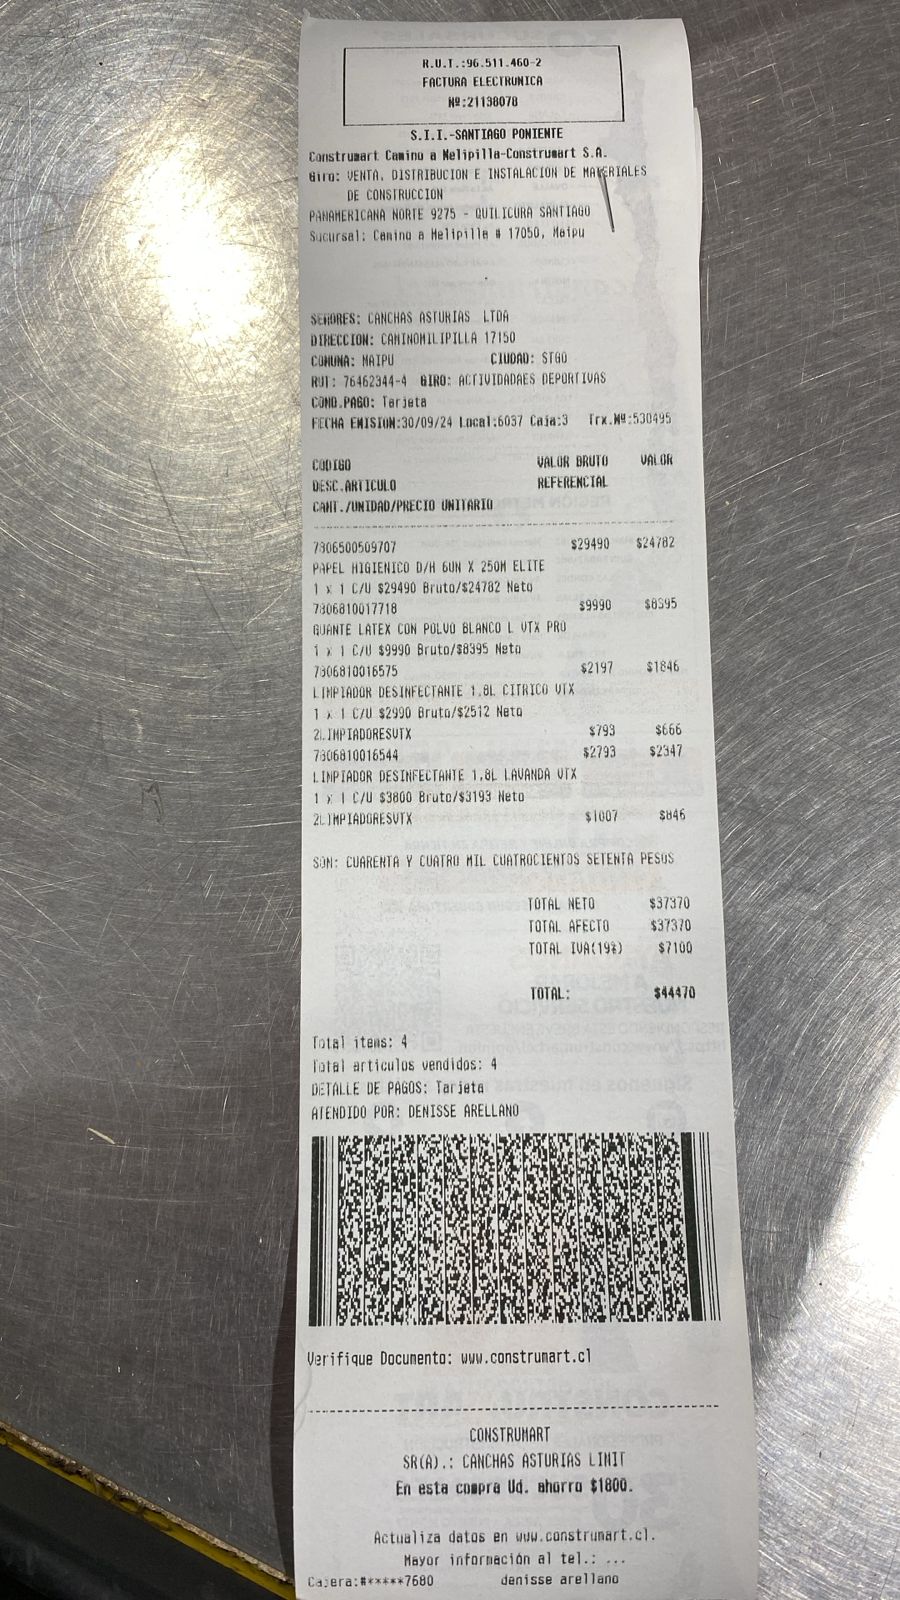 R.U.T.:96.511.460-2
FACTURA ELECTRONICA
Nº:21138078
S.I.I.-SANTIAGO PONIENTE
Construmart Camino a Melipilla-Construmart S.A.
Giro: VENTA, DISTRIBUCION E INSTALACION DE MATERIALES
DE CONSTRUCCION
PANAMERICANA NORTE 9275 - QUILICURA SANTIAGO
Sucursal: Camino a Melipilla # 17050, Maipu
SEÑORES: CANCHAS ASTURIAS LTDA
DIRECCION: CAMINOMILIPILLA 17150
COMUNA: MAIPU CIUDAD: STGO
RUT: 76462344-4 GIRO: ACTIVIDADAES DEPORTIVAS
COND.PAGO: Tarjeta
FECHA EMISION:30/09/24 Local:6037 Caja:3 Trx.Nº:530495
CODIGO VALOR BRUTO VALOR
DESC.ARTICULO REFERENCIAL
CANT./UNIDAD/PRECIO UNITARIO
7806500509707 $29490 $24782
PAPEL HIGIENICO D/H 6UN X 250M ELITE
1 x 1 C/U $29490 Bruto/$24782 Neto
7806810017718 $9990 $8395
GUANTE LATEX CON POLVO BLANCO L VTX PRO
1 x 1 C/U $9990 Bruto/$8395 Neto
7806810016575 $2197 $1846
LIMPIADOR DESINFECTANTE 1,8L CITRICO VTX
1 x 1 C/U $2990 Bruto/$2512 Neto
2LIMPIADORESVTX $793 $666
7806810016544 $2793 $2347
LIMPIADOR DESINFECTANTE 1,8L LAVANDA VTX
1 x 1 C/U $3800 Bruto/$3193 Neto
2LIMPIADORESVTX $1007 $846
SON: CUARENTA Y CUATRO MIL CUATROCIENTOS SETENTA PESOS
TOTAL NETO $37370
TOTAL AFECTO $37370
TOTAL IVA(19%) $7100
TOTAL: $44470
Total items: 4
Total articulos vendidos: 4
DETALLE DE PAGOS: Tarjeta
ATENDIDO POR: DENISSE ARELLANO
Verifique Documento: www.construmart.cl
CONSTRUMART
SR(A).: CANCHAS ASTURIAS LIMIT
En esta compra Ud. ahorro $1800.
Actualiza datos en www.construmart.cl.
Mayor información al tel.: ...
Cajera:#*****7680 denisse arellano